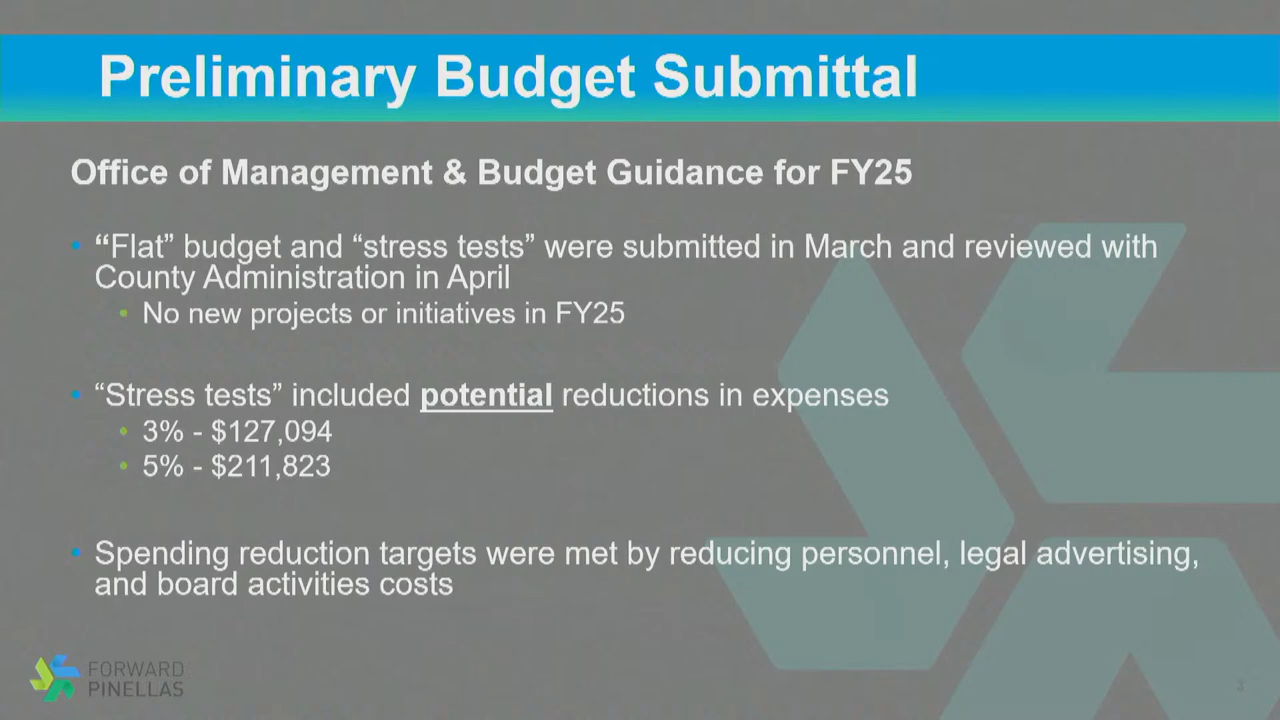 Preliminary Budget Submittal
Office of Management & Budget Guidance for FY25
• “Flat” budget and “stress tests” were submitted in March and reviewed with
County Administration in April
• No new projects or initiatives in FY25
• “Stress tests” included potential reductions in expenses
• 3% - $127,094
• 5% - $211,823
• Spending reduction targets were met by reducing personnel, legal advertising,
and board activities costs
FORWARD
PINELLAS
3